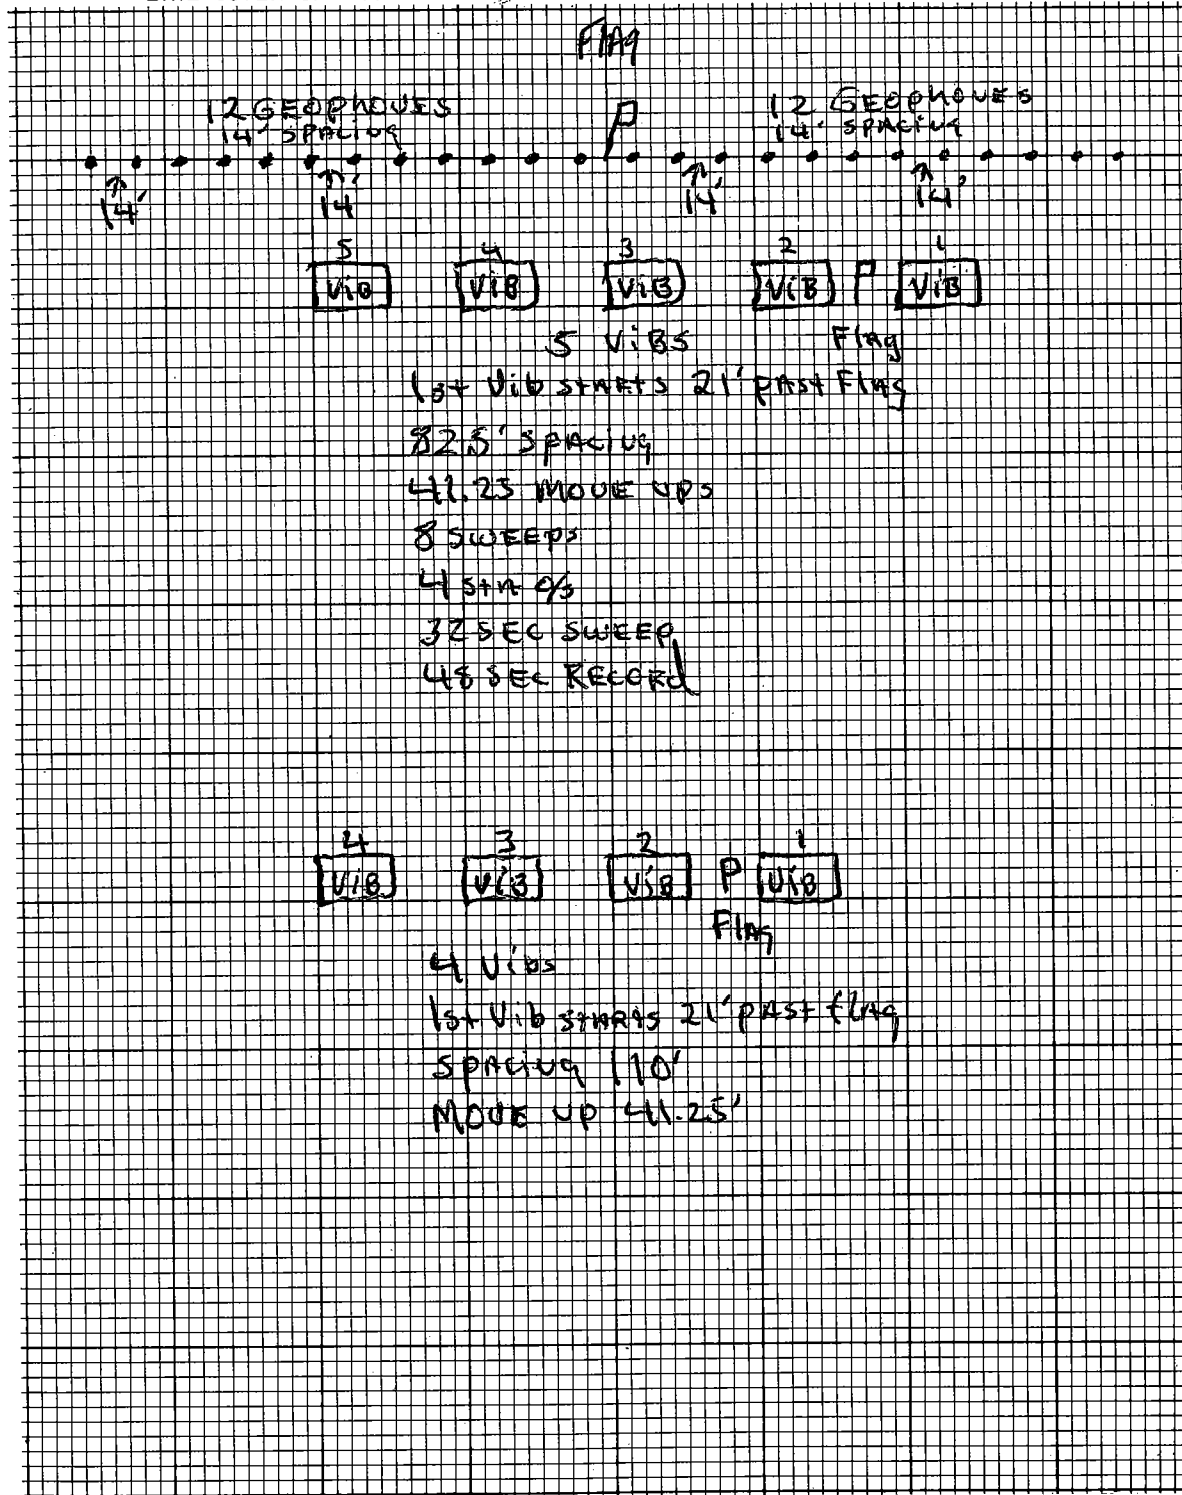 Flag
12 GEOPHONES 12 GEOPHONES
14' SPACING 14' SPACING
14' 14' 14' 14'
5 4 3 2 1
ViB ViB ViB ViB ViB
5 ViBS Flag
1st Vib stARts 21' pAst Flag
82.5' spAcing
41.25 MOVE UPS
8 SWEEPS
4 stn o/s
32 SEC SWEEP
48 SEC RECORd
4 3 2 1
ViB ViB ViB ViB
Flag
4 Vibs
1st Vib stARts 21' pAst flag
SpAcing 110'
MOVE UP 41.25'